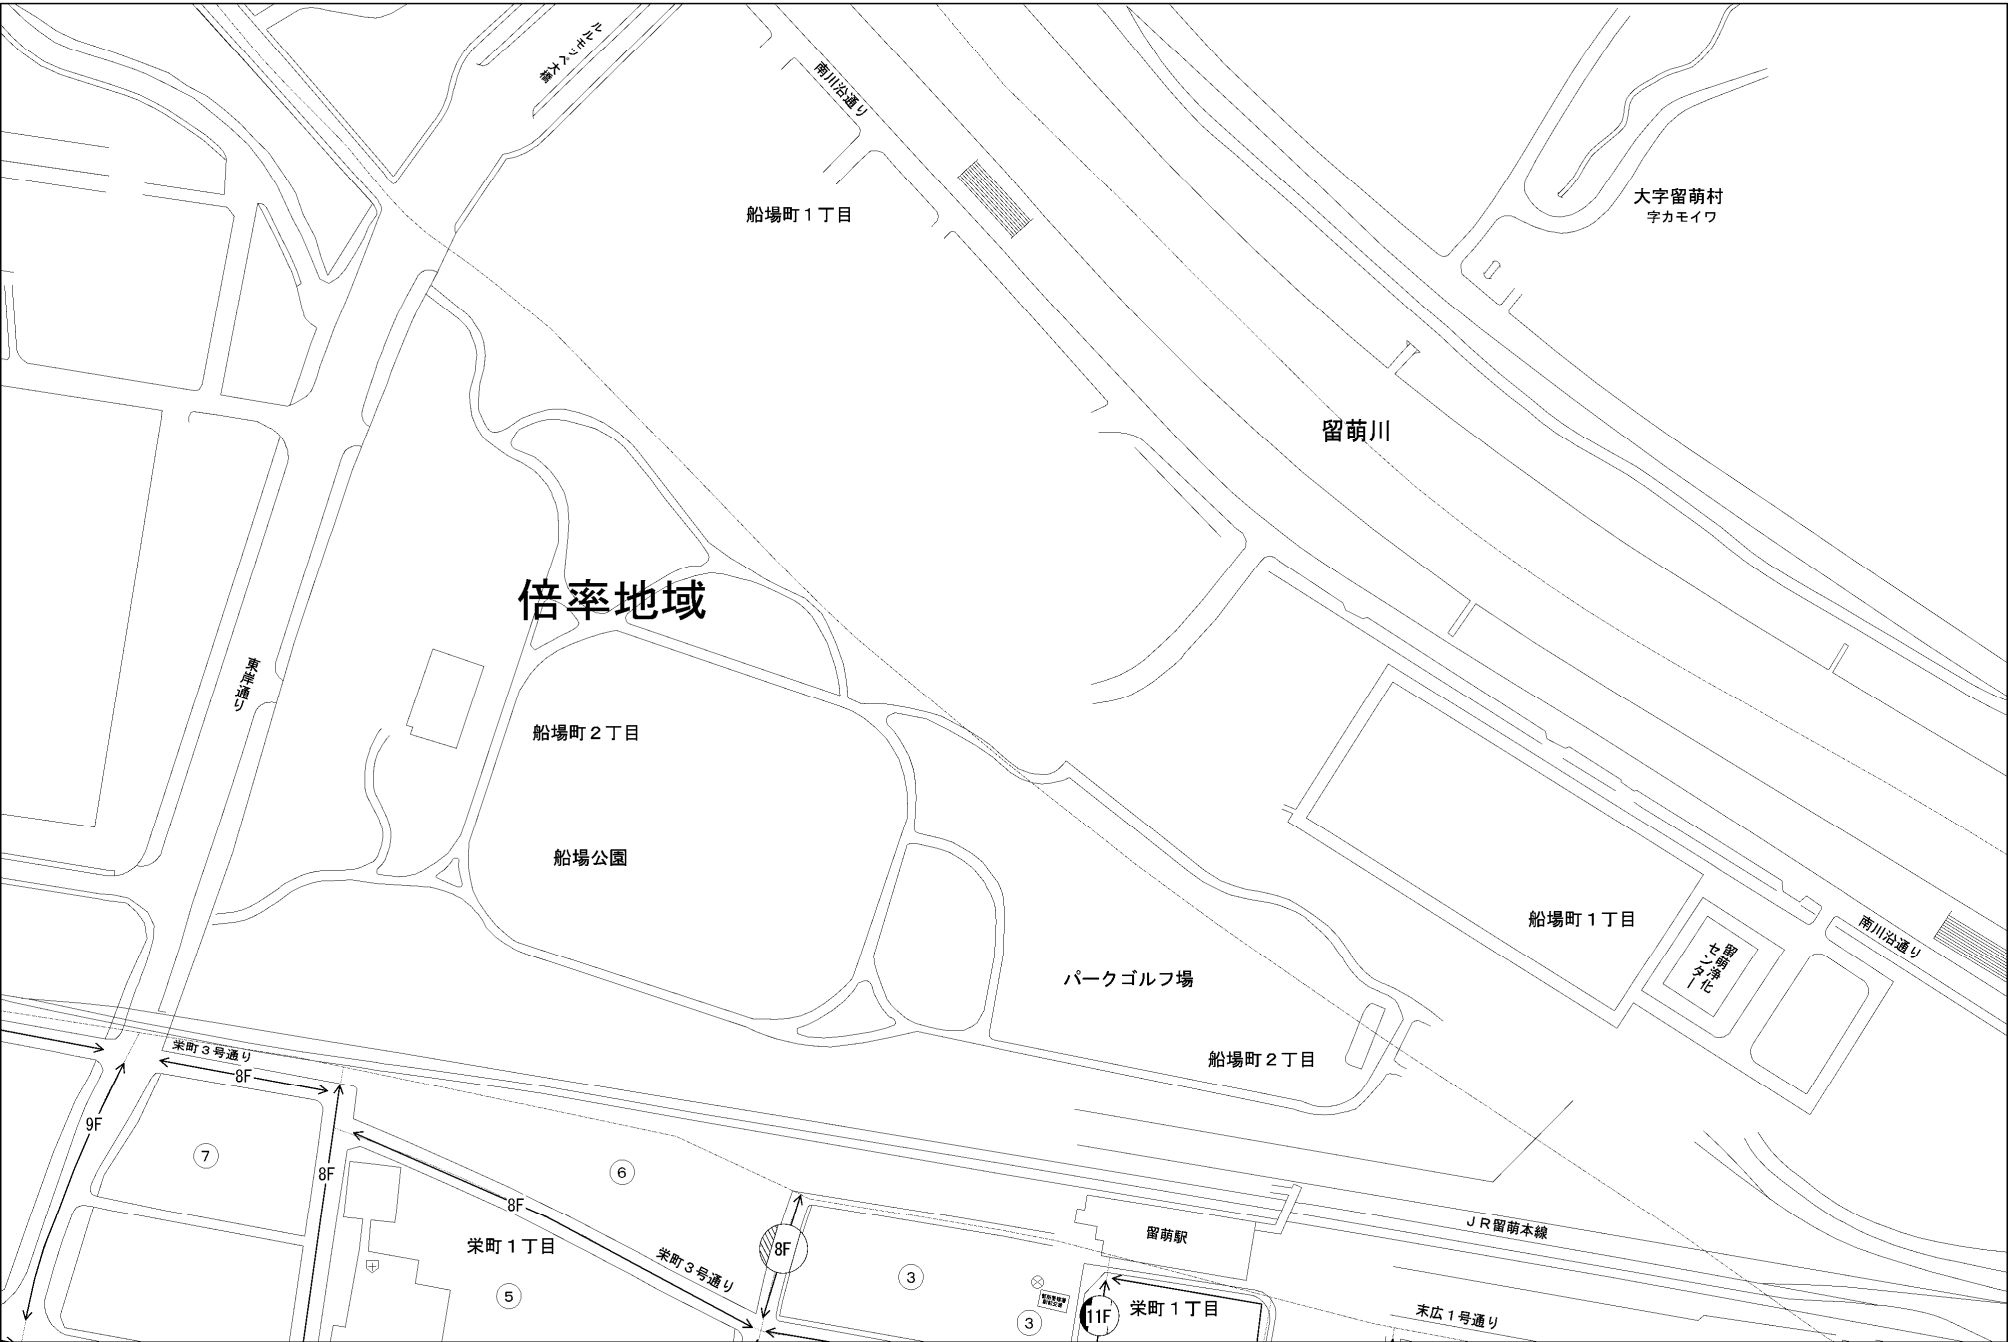 ルルモッペ大橋
南川沿通り
船場町１丁目
大字留萌村
字カモイワ
留萌川
倍率地域
東岸通り
船場町２丁目
船場公園
船場町１丁目
南川沿通り
留萌浄化
センター
パークゴルフ場
船場町２丁目
栄町３号通り
8F
9F
7
8F
6
8F
栄町１丁目
5
栄町３号通り
8F
3
留萌駅
ＪＲ留萌本線
3
11F
栄町１丁目
末広１号通り